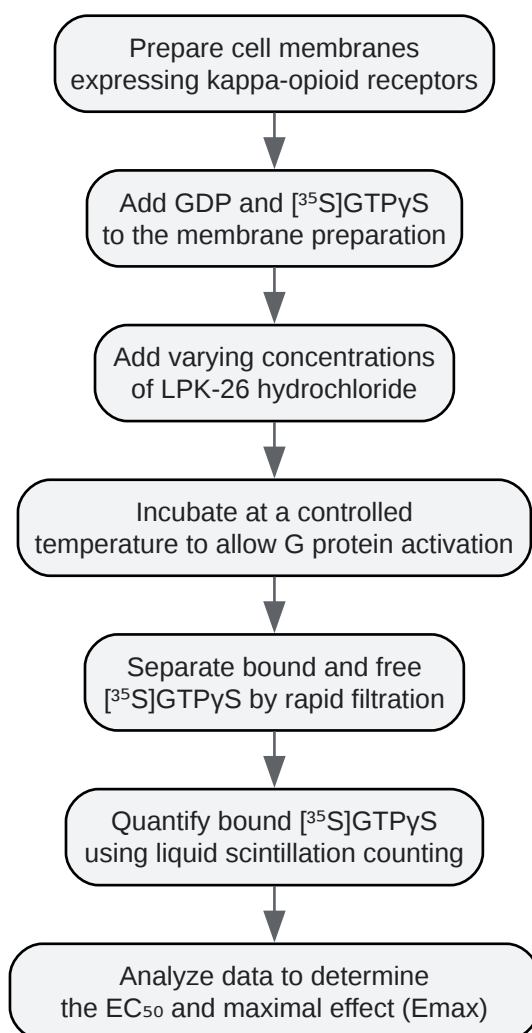 Prepare cell membranes
expressing kappa-opioid receptors
Add GDP and [³⁵S]GTPγS
to the membrane preparation
Add varying concentrations
of LPK-26 hydrochloride
Incubate at a controlled
temperature to allow G protein activation
Separate bound and free
[³⁵S]GTPγS by rapid filtration
Quantify bound [³⁵S]GTPγS
using liquid scintillation counting
Analyze data to determine
the EC₅₀ and maximal effect (Emax)